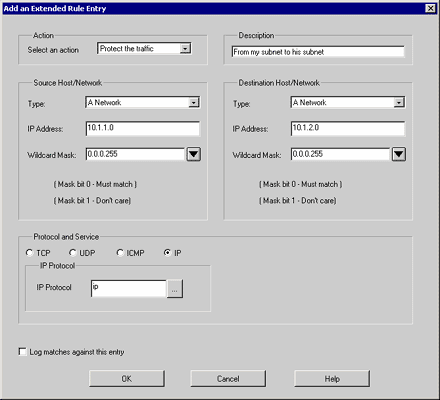 Add an Extended Rule Entry
Action
Select an action
Protect the traffic
Description
From my subnet to his subnet
Source Host/Network
Type:
A Network
IP Address:
10.1.1.0
Wildcard Mask:
0.0.0.255
( Mask bit 0 - Must match )
( Mask bit 1 - Don't care)
Destination Host/Network
Type:
A Network
IP Address:
10.1.2.0
Wildcard Mask:
0.0.0.255
( Mask bit 0 - Must match )
( Mask bit 1 - Don't care)
Protocol and Service
TCP UDP ICMP IP
IP Protocol
IP Protocol
ip
...
Log matches against this entry
OK Cancel Help